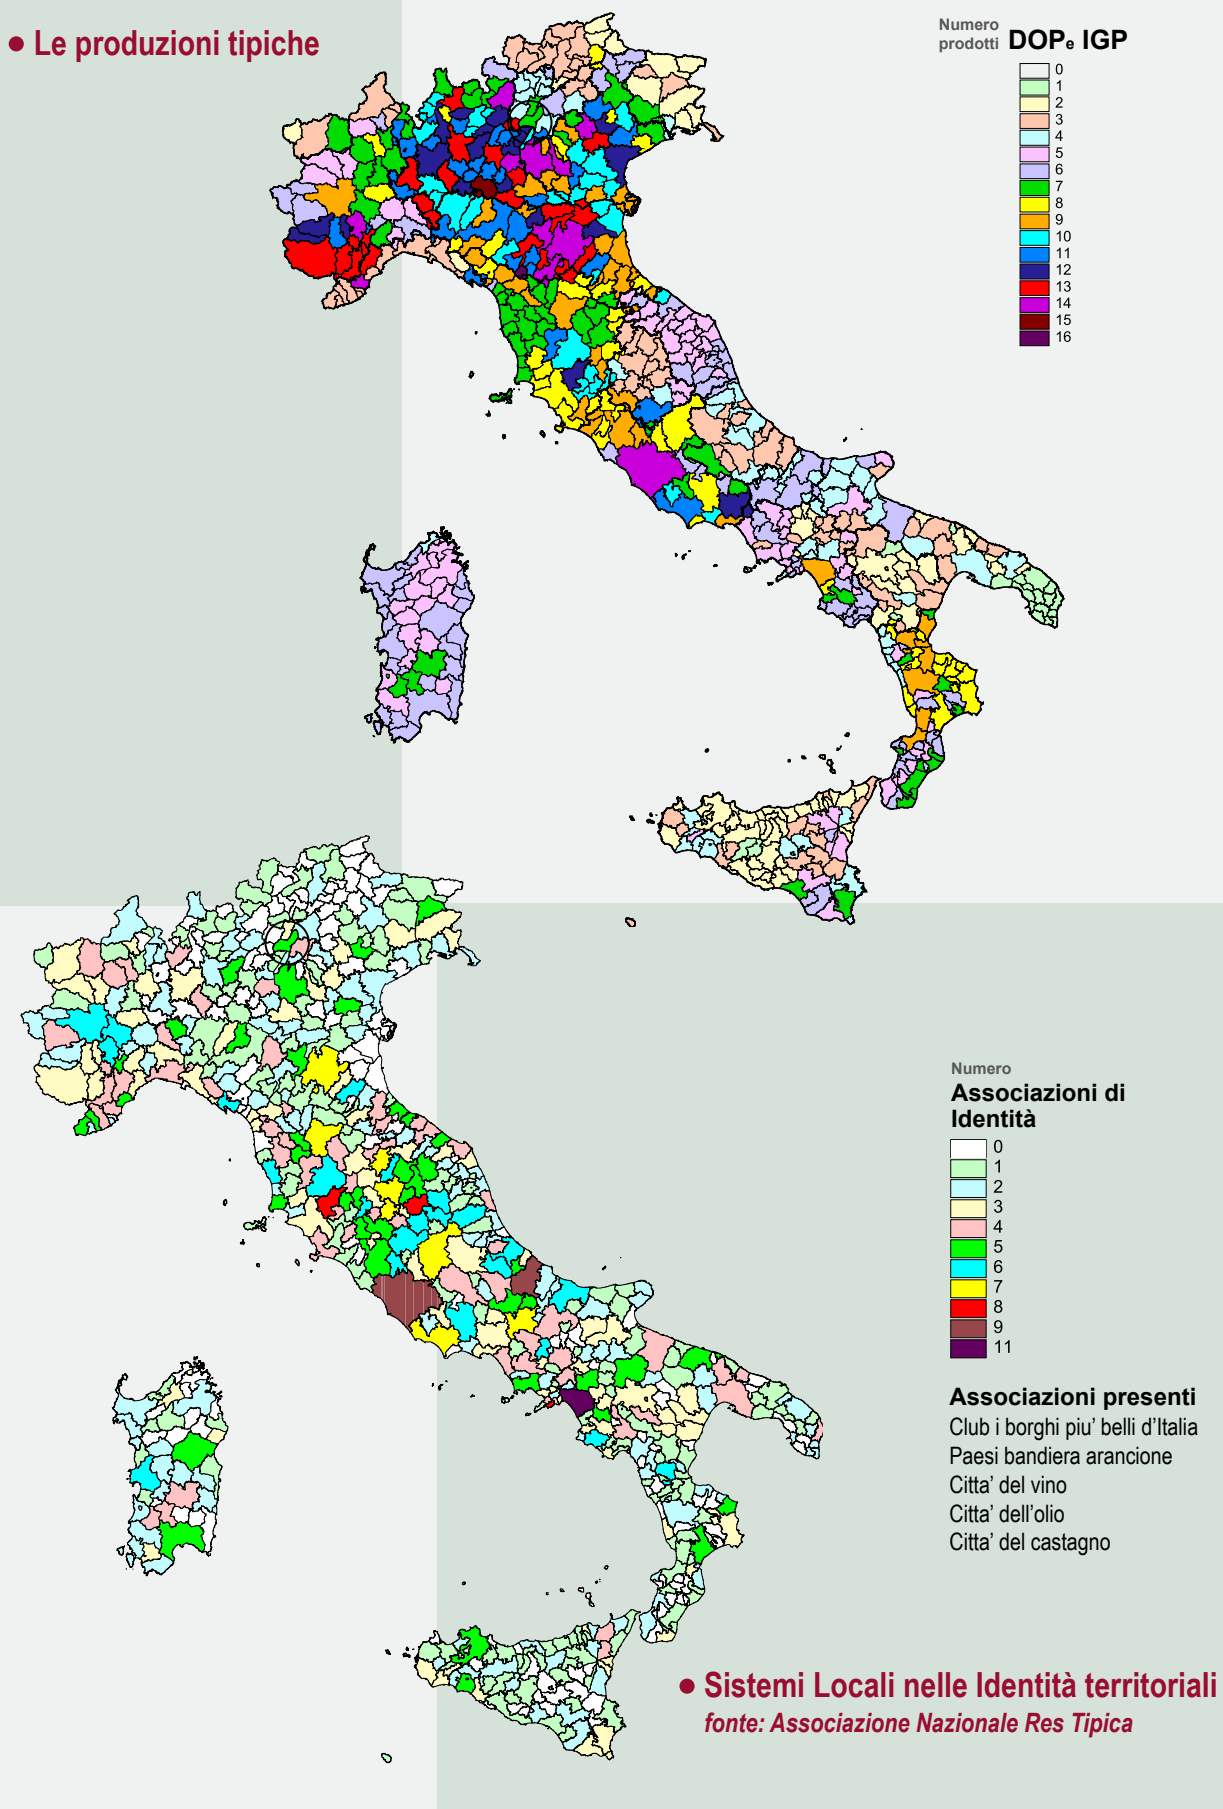 • Le produzioni tipiche
Numero
prodotti DOPe IGP
0
1
2
3
4
5
6
7
8
9
10
11
12
13
14
15
16
Numero
Associazioni di
Identità
0
1
2
3
4
5
6
7
8
9
11
Associazioni presenti
Club i borghi piu' belli d'Italia
Paesi bandiera arancione
Citta' del vino
Citta' dell'olio
Citta' del castagno
• Sistemi Locali nelle Identità territoriali
fonte: Associazione Nazionale Res Tipica